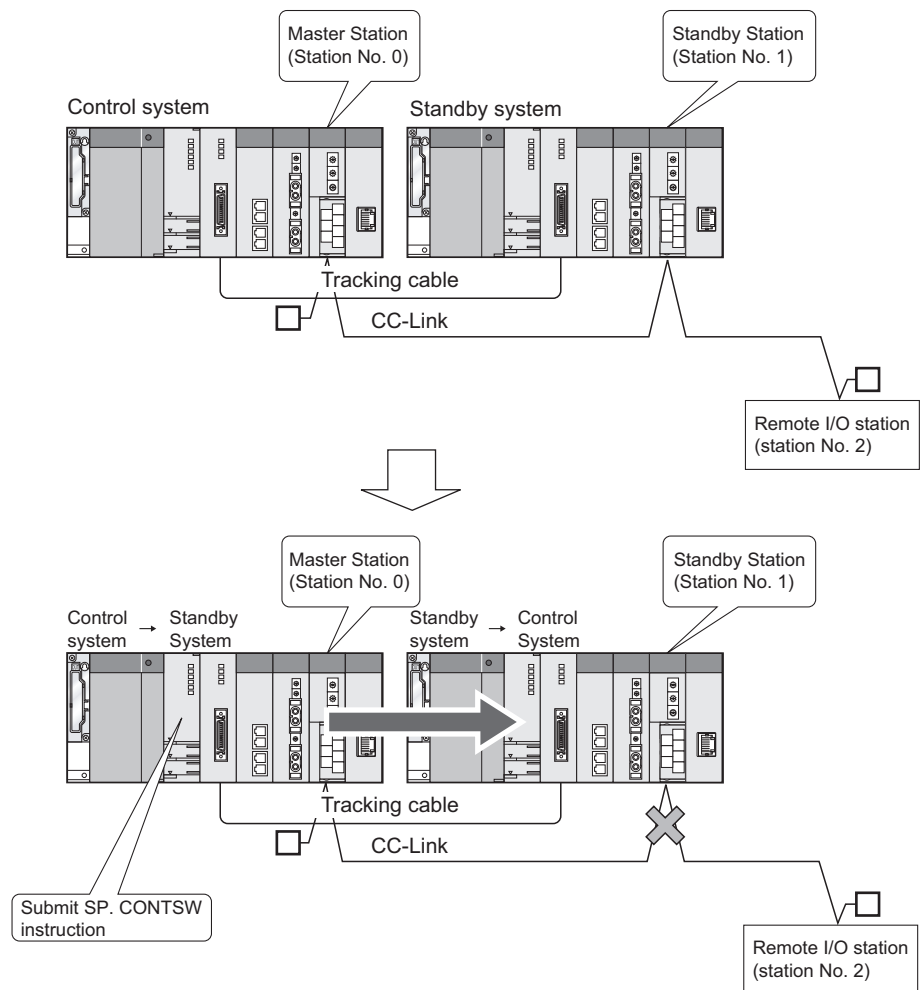 Master Station
(Station No. 0)
Standby Station
(Station No. 1)
Control system
Standby system
Tracking cable
CC-Link
Remote I/O station
(station No. 2)
Master Station
(Station No. 0)
Standby Station
(Station No. 1)
Control system → Standby System
Standby system → Control System
Tracking cable
CC-Link
Submit SP. CONTSW
instruction
Remote I/O station
(station No. 2)